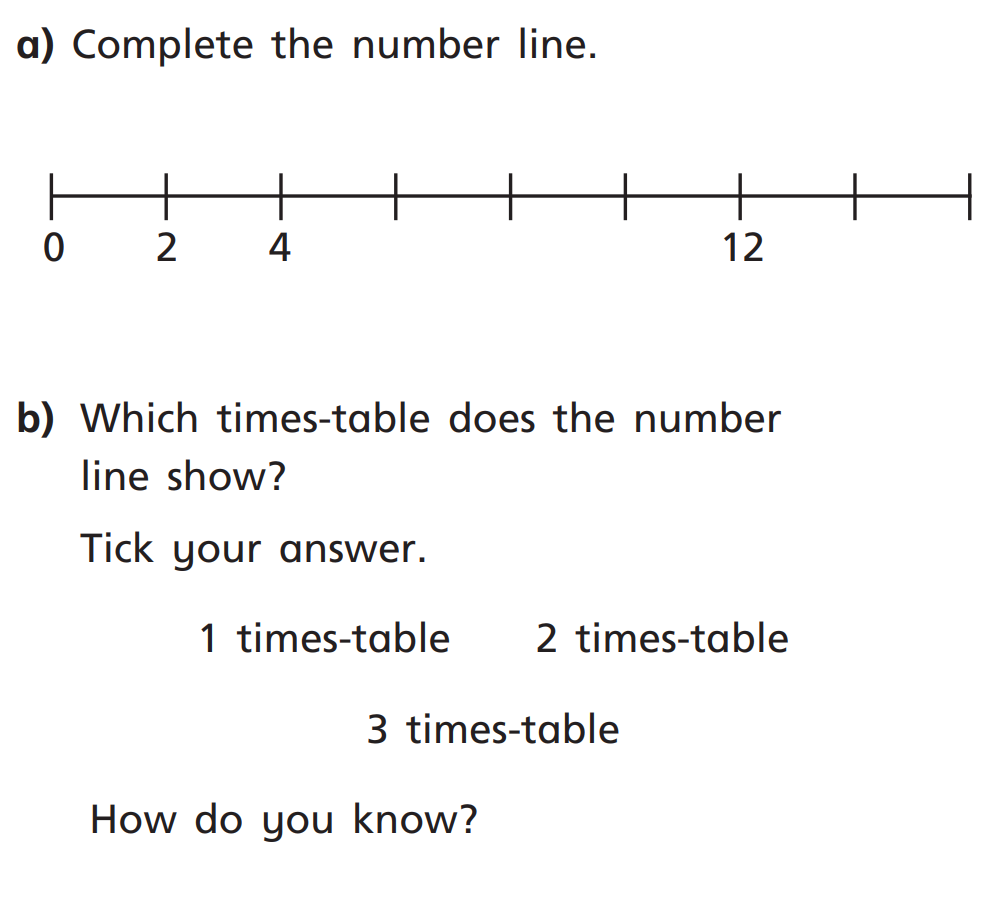 a) Complete the number line.
0 2 4 12
b) Which times-table does the number
line show?
Tick your answer.
1 times-table 2 times-table
3 times-table
How do you know?